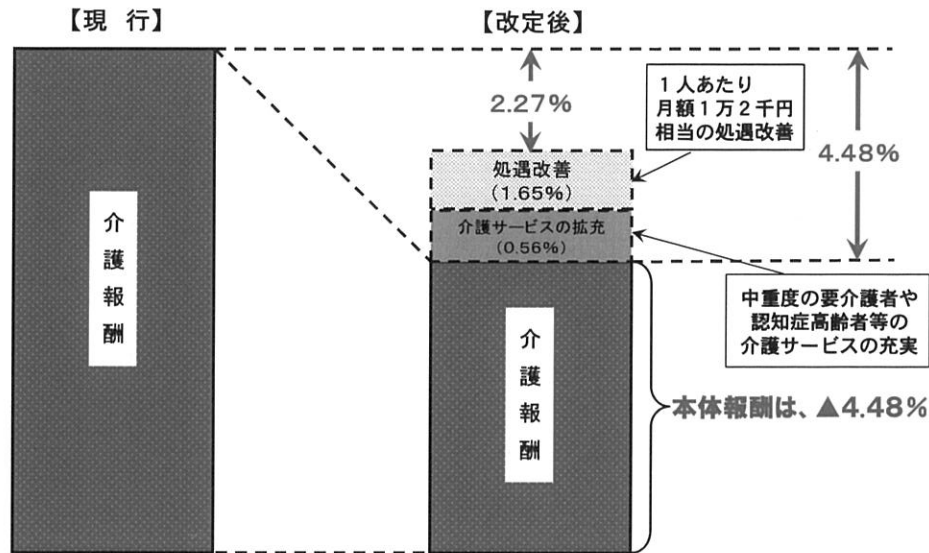 【現 行】
【改定後】
2.27%
1人あたり
月額1万2千円
相当の処遇改善
4.48%
処遇改善
(1.65%)
介護サービスの拡充
(0.56%)
中重度の要介護者や
認知症高齢者等の
介護サービスの充実
介護報酬
介護報酬
本体報酬は、▲4.48%